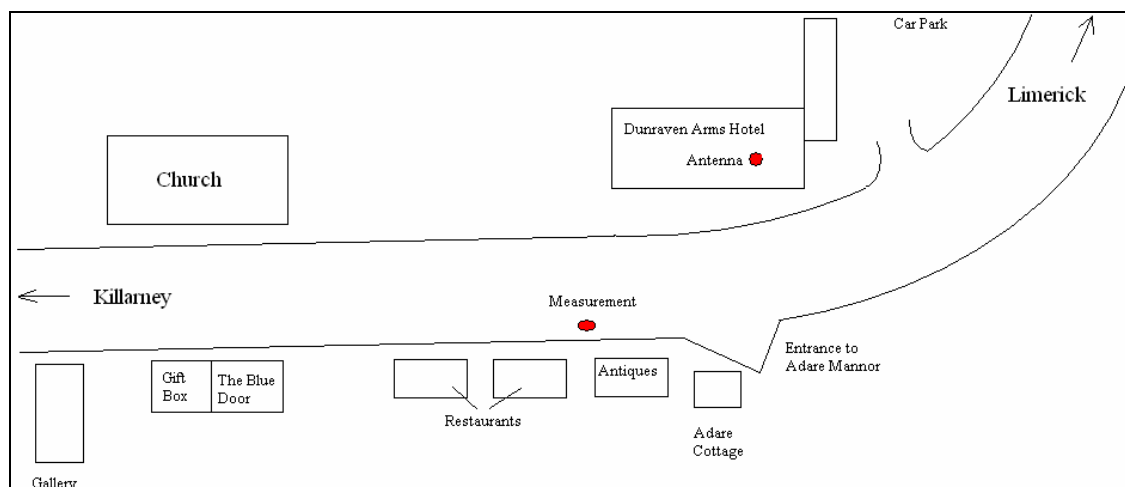 Car Park
Limerick
Dunraven Arms Hotel
Antenna
Church
Killarney
Measurement
Entrance to
Adare Mannor
Gift
Box
The Blue
Door
Antiques
Restaurants
Adare
Cottage
Gallery